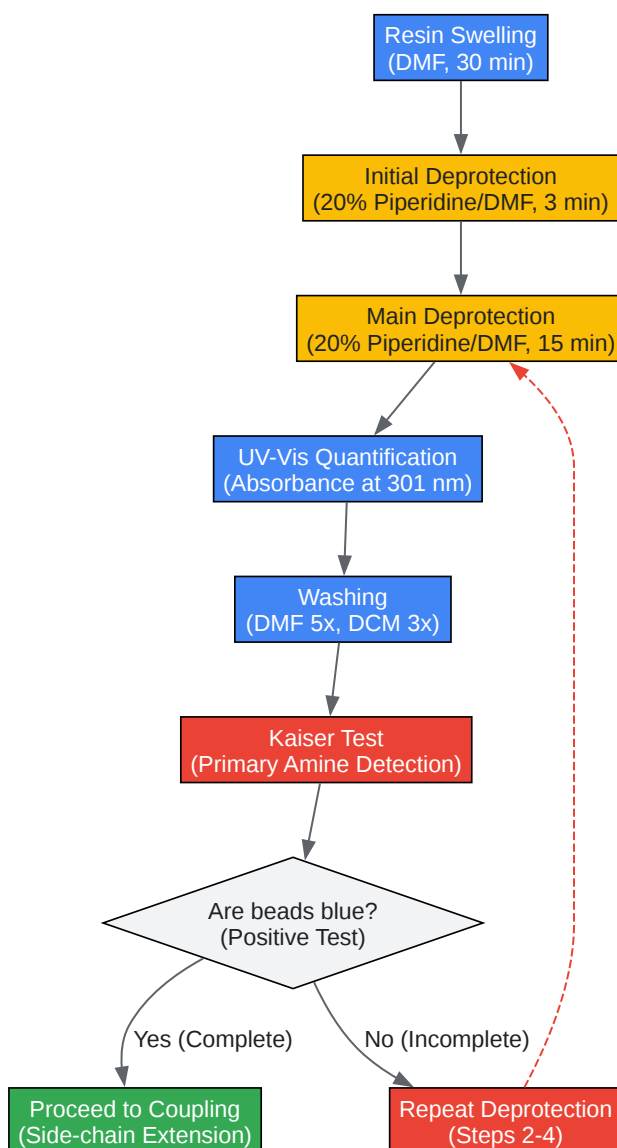 Resin Swelling
(DMF, 30 min)
Initial Deprotection
(20% Piperidine/DMF, 3 min)
Main Deprotection
(20% Piperidine/DMF, 15 min)
UV-Vis Quantification
(Absorbance at 301 nm)
Washing
(DMF 5x, DCM 3x)
Kaiser Test
(Primary Amine Detection)
Are beads blue?
(Positive Test)
Yes (Complete)
No (Incomplete)
Proceed to Coupling
(Side-chain Extension)
Repeat Deprotection
(Steps 2-4)